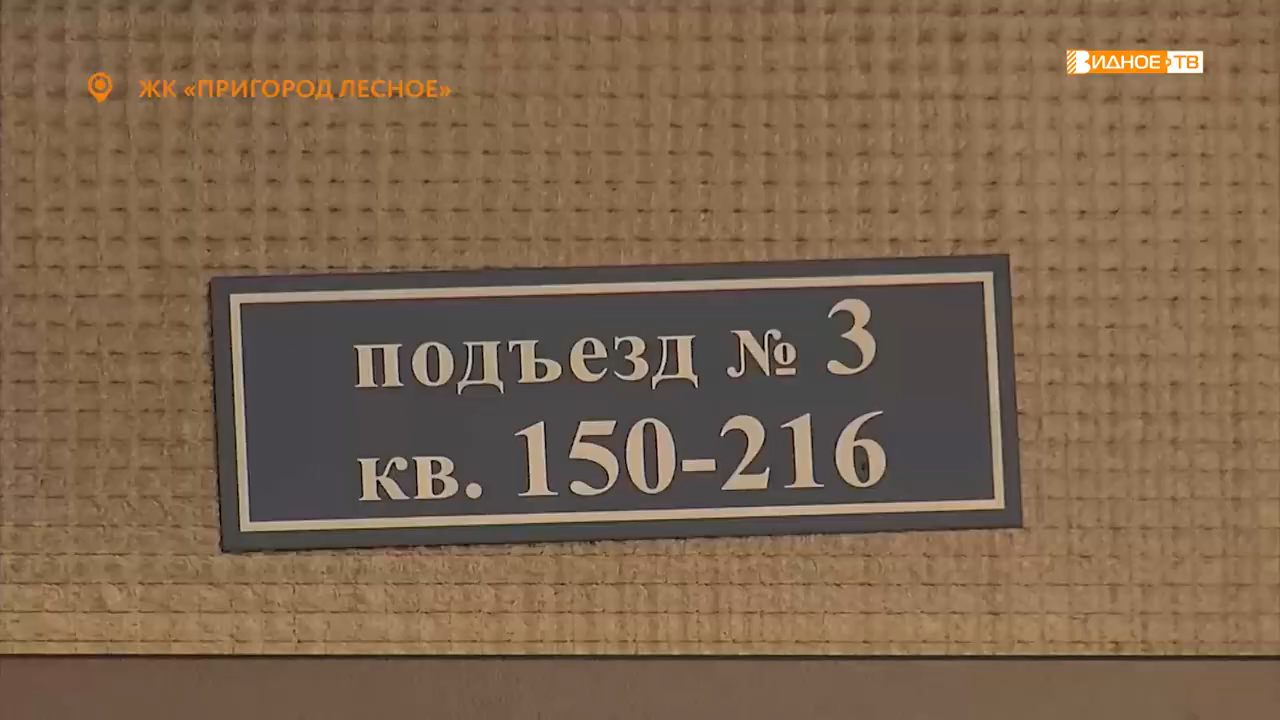 ЖК «ПРИГОРОД ЛЕСНОЕ»
ВИДНОЕ ТВ
подъезд № 3
кв. 150-216